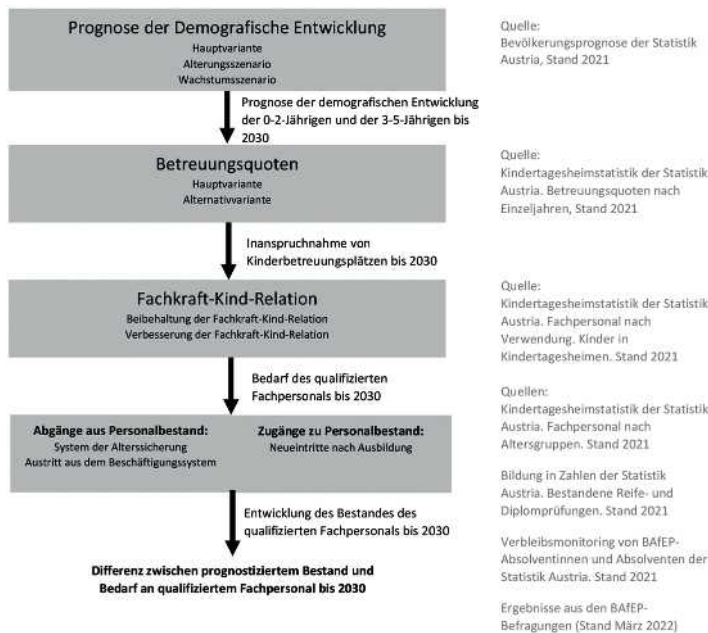 Prognose der Demografische Entwicklung
Hauptvariante
Alterungsszenario
Wachstumsszenario
Quelle:
Bevölkerungsprognose der Statistik
Austria, Stand 2021
Prognose der demografischen Entwicklung
der 0-2-Jährigen und der 3-5-Jährigen bis
2030
Betreuungsquoten
Hauptvariante
Alternativvariante
Quelle:
Kindertagesheimstatistik der Statistik
Austria. Betreuungsquoten nach
Einzeljahren, Stand 2021
Inanspruchnahme von
Kinderbetreuungsplätzen bis 2030
Fachkraft-Kind-Relation
Beibehaltung der Fachkraft-Kind-Relation
Verbesserung der Fachkraft-Kind-Relation
Quelle:
Kindertagesheimstatistik der Statistik
Austria. Fachpersonal nach
Verwendung. Kinder in
Kindertagesheimen. Stand 2021
Bedarf des qualifizierten
Fachpersonals bis 2030
Abgänge aus Personalbestand:
System der Alterssicherung
Austritt aus dem Beschäftigungssystem
Zugänge zu Personalbestand:
Neueintritte nach Ausbildung
Quellen:
Kindertagesheimstatistik der Statistik
Austria. Fachpersonal nach
Altersgruppen. Stand 2021
Bildung in Zahlen der Statistik
Austria. Bestandene Reife- und
Diplomprüfungen. Stand 2021
Verbleibsmonitoring von BAfEP-
Absolventinnen und Absolventen der
Statistik Austria. Stand 2021
Ergebnisse aus den BAfEP-
Befragungen (Stand März 2022)
Entwicklung des Bestandes des
qualifizierten Fachpersonals bis 2030
Differenz zwischen prognostiziertem Bestand und
Bedarf an qualifiziertem Fachpersonal bis 2030